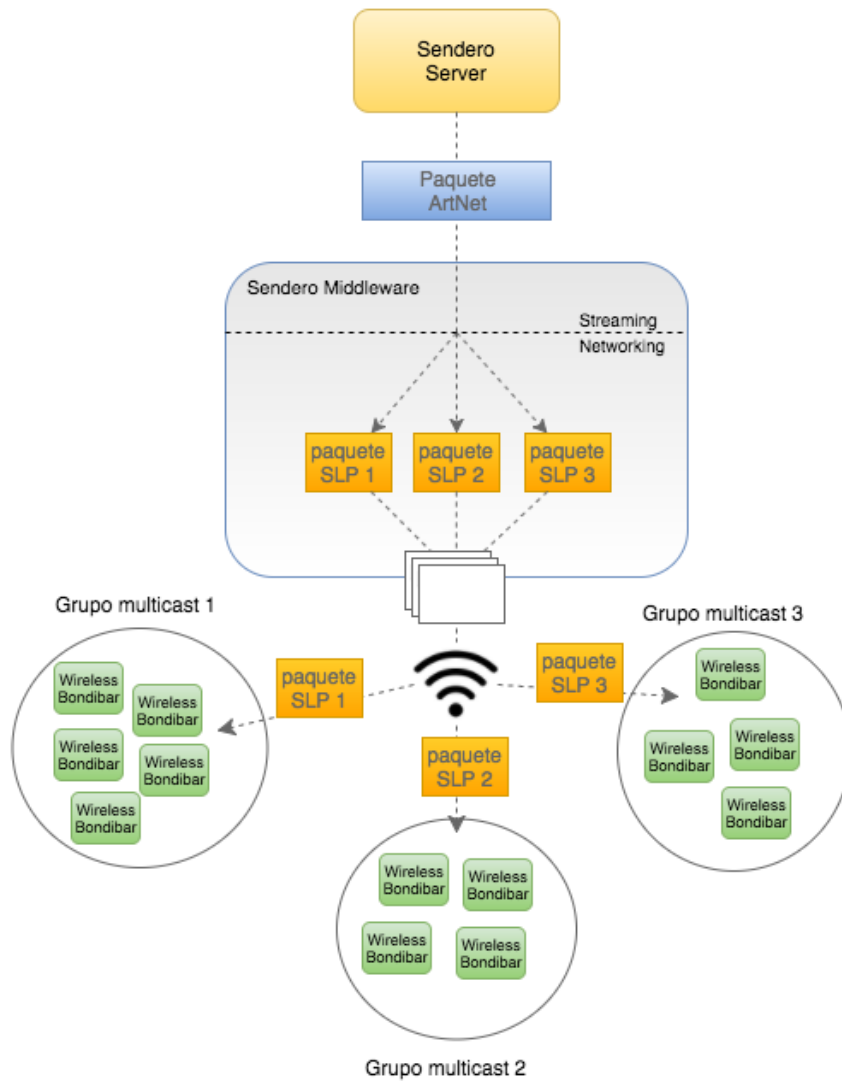 Sendero
Server
Paquete
ArtNet
Sendero Middleware
Streaming
Networking
paquete
SLP 1
paquete
SLP 2
paquete
SLP 3
Grupo multicast 1
Grupo multicast 3
Wireless
Bondibar
Wireless
Bondibar
Wireless
Bondibar
Wireless
Bondibar
Wireless
Bondibar
paquete
SLP 1
paquete
SLP 3
paquete
SLP 2
Wireless
Bondibar
Wireless
Bondibar
Wireless
Bondibar
Wireless
Bondibar
Wireless
Bondibar
Wireless
Bondibar
Wireless
Bondibar
Wireless
Bondibar
Grupo multicast 2